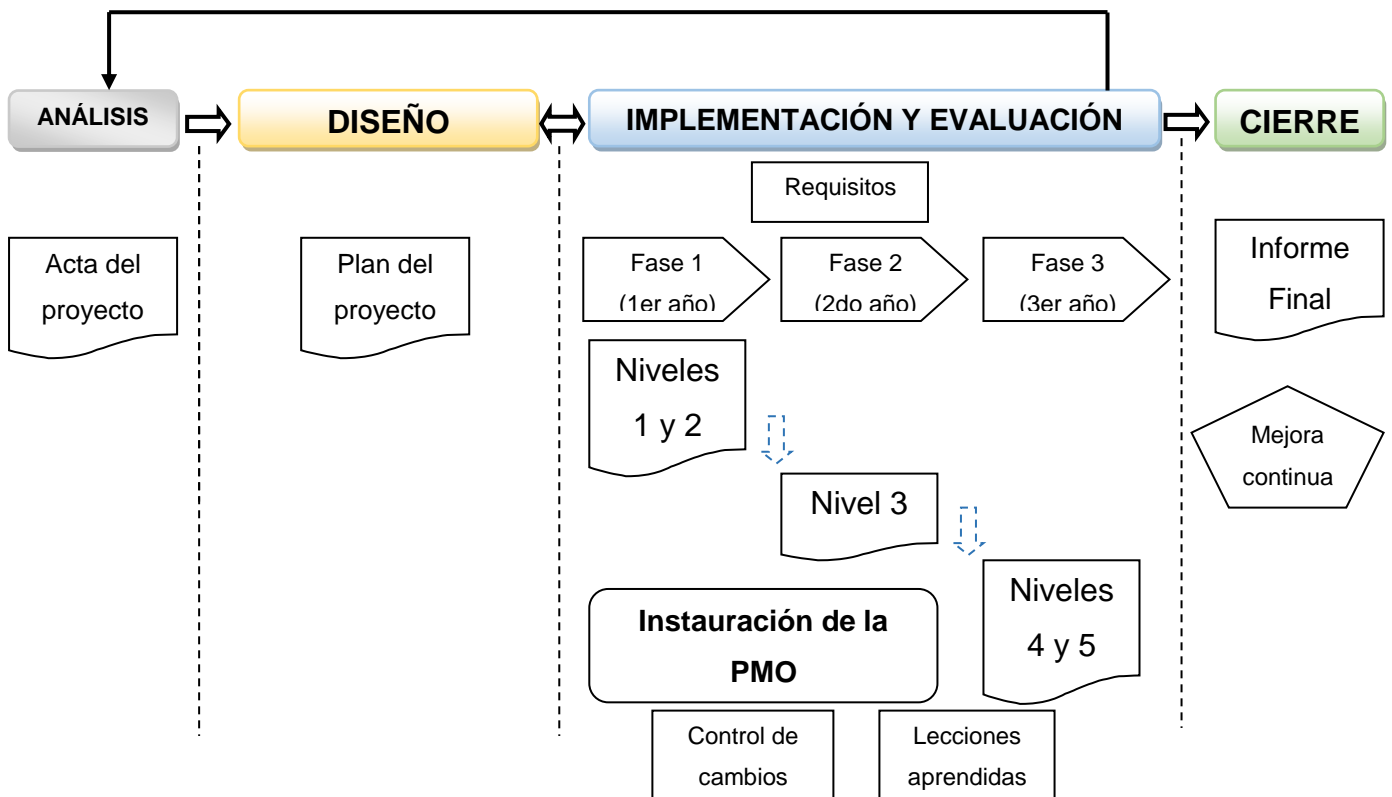 ANÁLISIS
DISEÑO
IMPLEMENTACIÓN Y EVALUACIÓN
CIERRE
Requisitos
Acta del
proyecto
Plan del
proyecto
Fase 1
(1er año)
Fase 2
(2do año)
Fase 3
(3er año)
Informe
Final
Niveles
1 y 2
Mejora
continua
Nivel 3
Niveles
4 y 5
Instauración de la
PMO
Control de
cambios
Lecciones
aprendidas